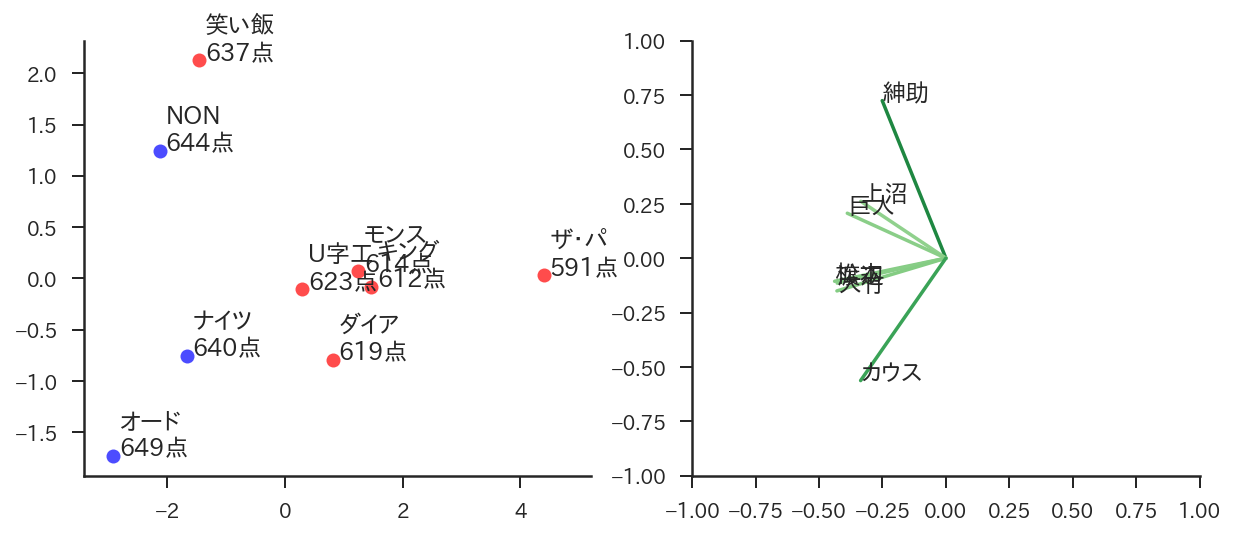 笑い飯
637点
NON
644点
モンス
614点
キング
612点
U字工
623点
ザ・パ
591点
ダイア
619点
ナイツ
640点
オード
649点
2.0
1.5
1.0
0.5
0.0
−0.5
−1.0
−1.5
−2
0
2
4
紳助
上沼
巨人
大竹
カウス
1.00
0.75
0.50
0.25
0.00
−0.25
−0.50
−0.75
−1.00
−1.00
−0.75
−0.50
−0.25
0.00
0.25
0.50
0.75
1.00